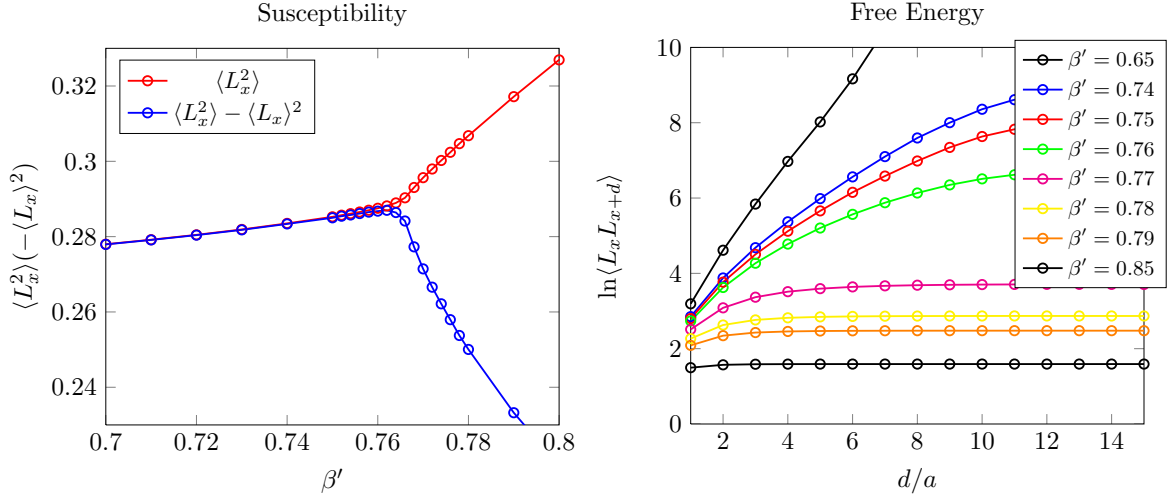 Susceptibility
⟨L_x^2⟩(−⟨L_x⟩^2)
0.32
0.3
0.28
0.26
0.24
⟨L_x^2⟩
⟨L_x^2⟩ − ⟨L_x⟩^2
0.7 0.72 0.74 0.76 0.78 0.8
β′
Free Energy
ln⟨L_x L_{x+d}⟩
10
8
6
4
2
0
β′ = 0.65
β′ = 0.74
β′ = 0.75
β′ = 0.76
β′ = 0.77
β′ = 0.78
β′ = 0.79
β′ = 0.85
2 4 6 8 10 12 14
d/a